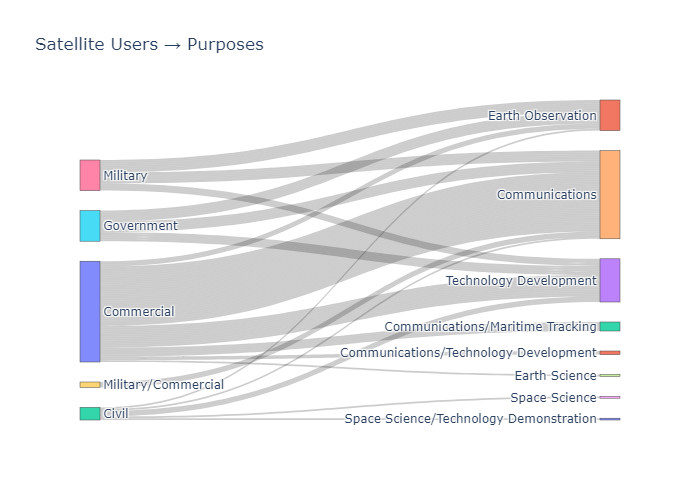 Satellite Users → Purposes
Earth Observation
Military
Communications
Government
Technology Development
Commercial
Communications/Maritime Tracking
Communications/Technology Development
Earth Science
Military/Commercial
Space Science
Civil
Space Science/Technology Demonstration